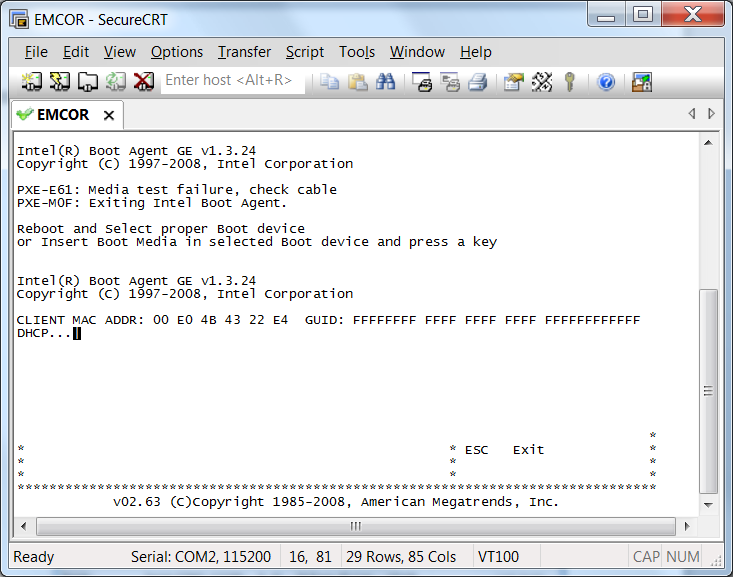 EMCOR - SecureCRT
File Edit View Options Transfer Script Tools Window Help
Enter host <Alt+R>
EMCOR
Intel(R) Boot Agent GE v1.3.24
Copyright (C) 1997-2008, Intel Corporation
PXE-E61: Media test failure, check cable
PXE-M0F: Exiting Intel Boot Agent.
Reboot and Select proper Boot device
or Insert Boot Media in selected Boot device and press a key
Intel(R) Boot Agent GE v1.3.24
Copyright (C) 1997-2008, Intel Corporation
CLIENT MAC ADDR: 00 E0 4B 43 22 E4  GUID: FFFFFFFF FFFF FFFF FFFF FFFFFFFFFFFF
DHCP...|
*
* * ESC Exit *
* * *
* * *
********************************************************************************
v02.63 (C)Copyright 1985-2008, American Megatrends, Inc.
Ready Serial: COM2, 115200 16, 81 29 Rows, 85 Cols VT100 CAP NUM